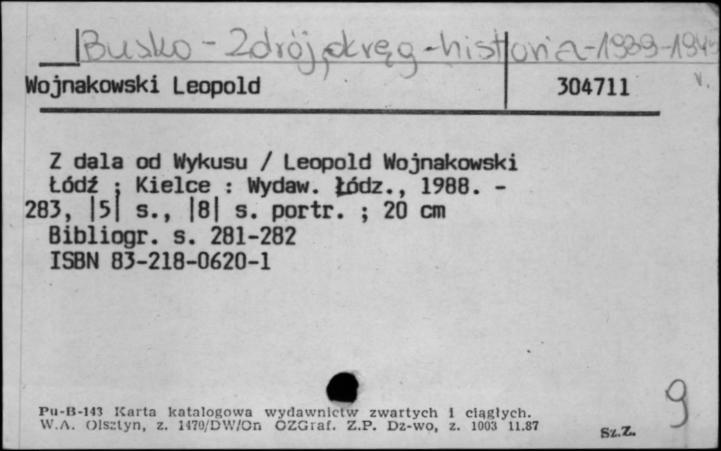 Busko-Zdrój, okręg - historia - 1939-1945
Wojnakowski Leopold 304711
Z dala od Wykusu / Leopold Wojnakowski
Łódź ; Kielce : Wydaw. Łódz., 1988. -
283, |5| s., |8| s. portr. ; 20 cm
Bibliogr. s. 281-282
ISBN 83-218-0620-1
Pu-B-143 Karta katalogowa wydawnictw zwartych i ciągłych.
W.A. Olsztyn, z. 1470/DW/On OZGraf. Z.P. Dz-wo, z. 1003 11.87
Sz.Z.
9